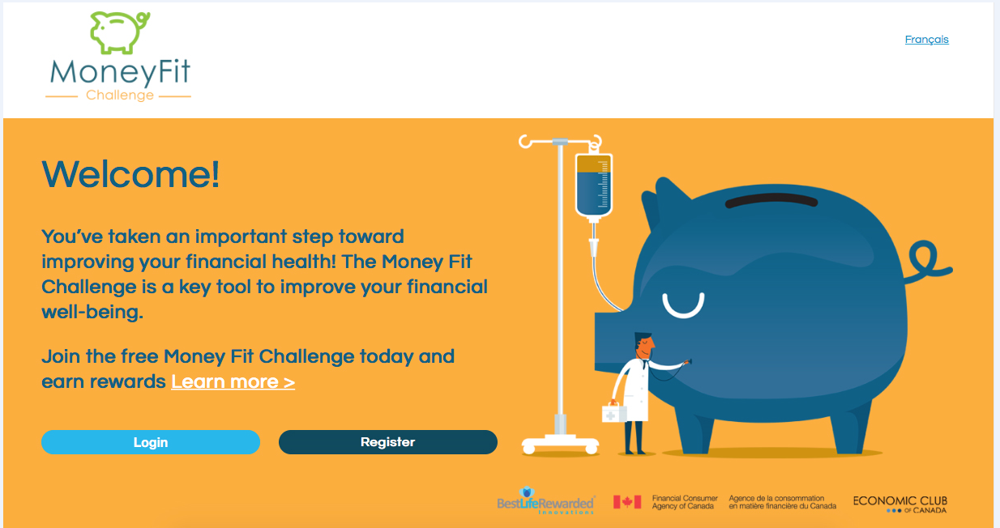 MoneyFit
Challenge
Français
Welcome!
You’ve taken an important step toward
improving your financial health! The Money Fit
Challenge is a key tool to improve your financial
well-being.
Join the free Money Fit Challenge today and
earn rewards Learn more >
Login
Register
BestLifeRewarded
Innovations
Financial Consumer
Agency of Canada
Agence de la consommation
en matière financière du Canada
ECONOMIC CLUB
OF CANADA